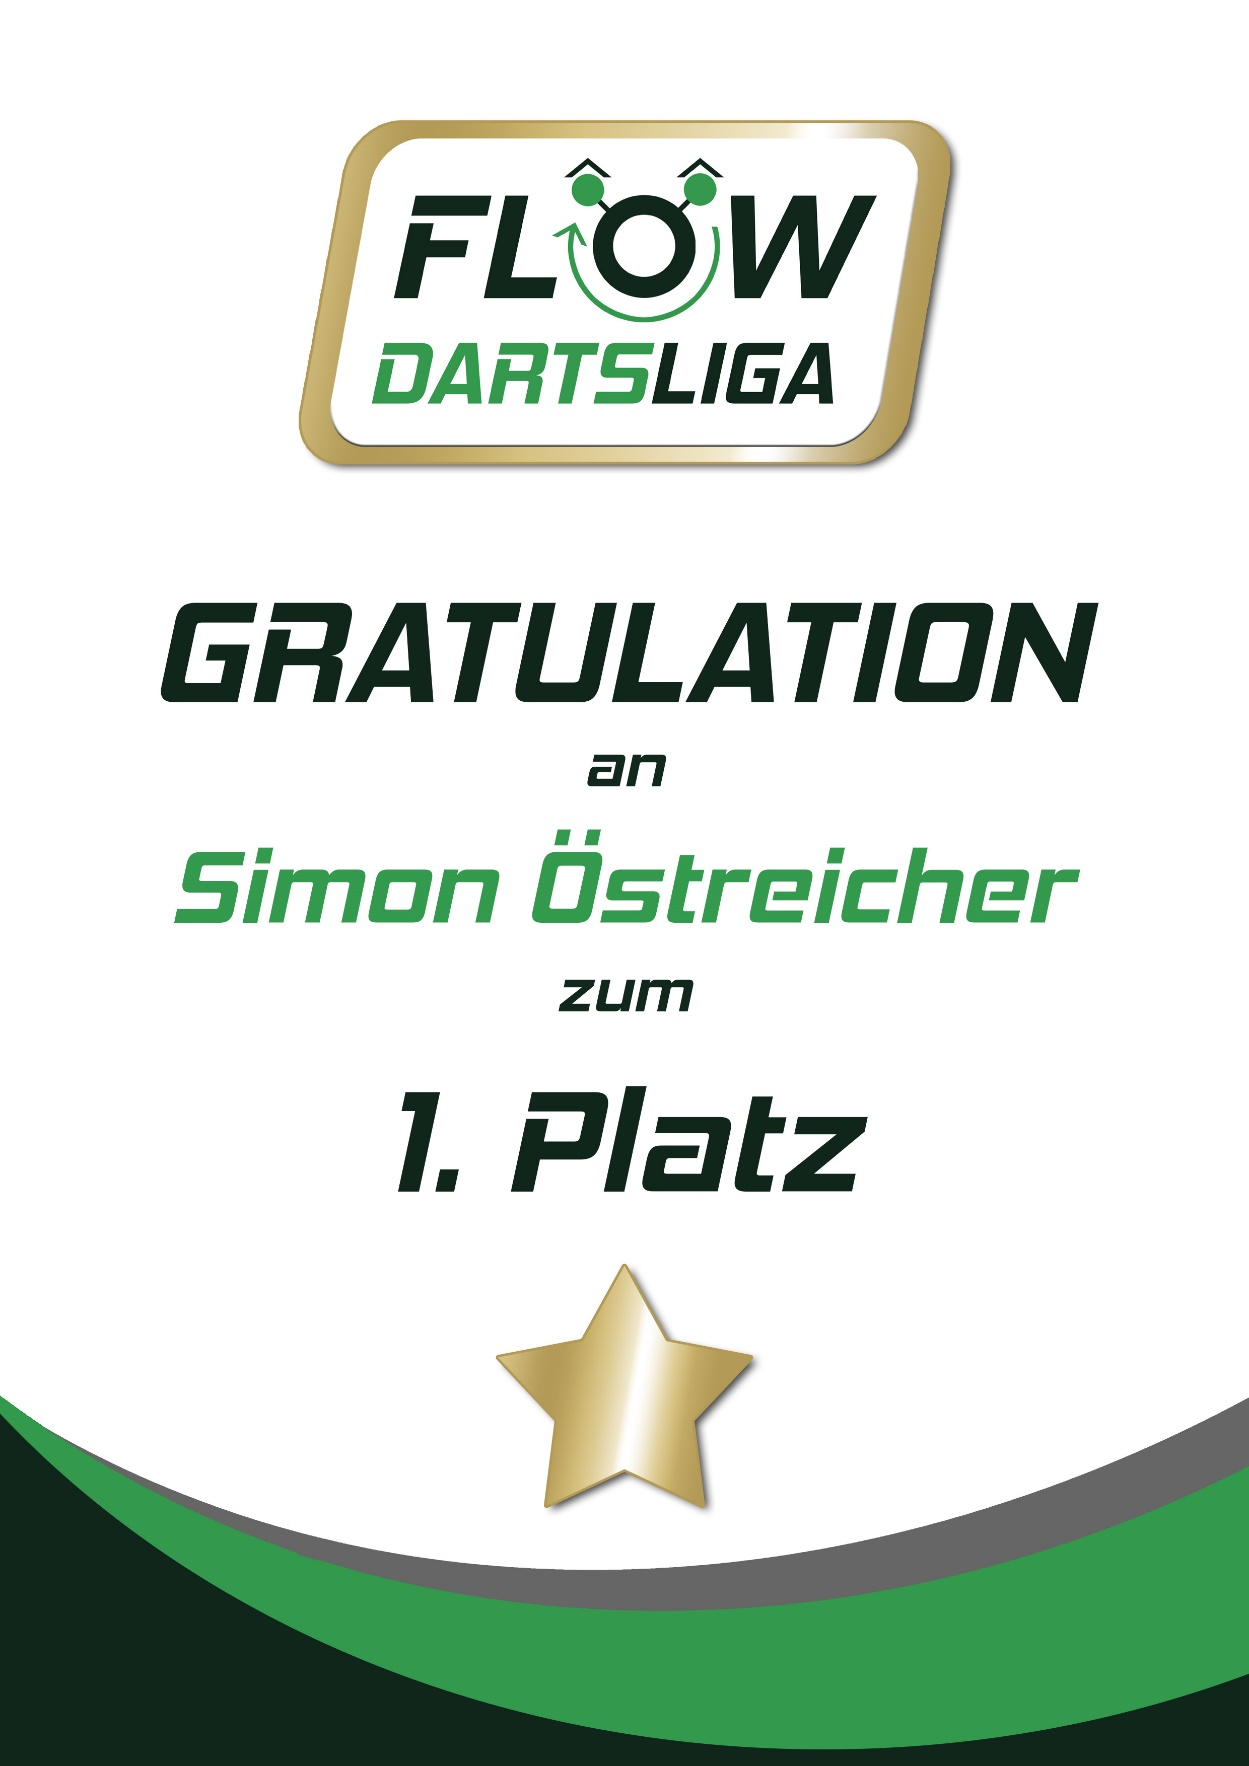 FLOW
DARTSLIGA
GRATULATION
an
Simon Östreicher
zum
1. Platz